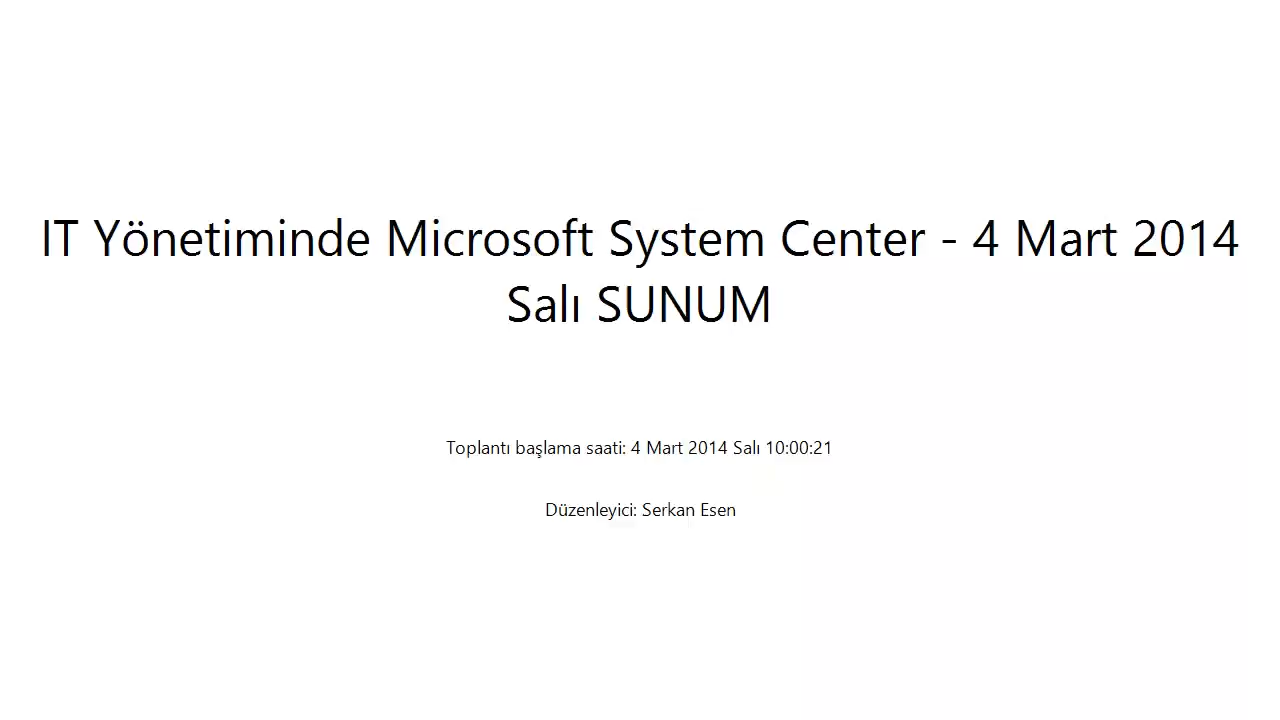 IT Yönetiminde Microsoft System Center - 4 Mart 2014
Salı SUNUM
Toplantı başlama saati: 4 Mart 2014 Salı 10:00:21
Düzenleyici: Serkan Esen